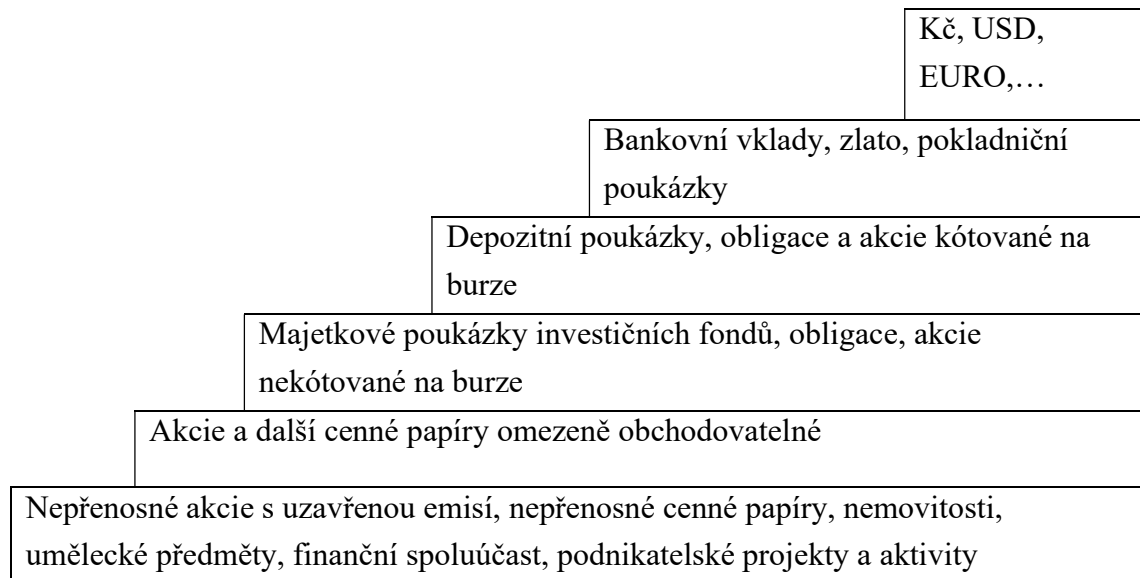 Kč, USD,
EURO,…
Bankovní vklady, zlato, pokladniční
poukázky
Depozitní poukázky, obligace a akcie kótované na
burze
Majetkové poukázky investičních fondů, obligace, akcie
nekótované na burze
Akcie a další cenné papíry omezeně obchodovatelné
Nepřenosné akcie s uzavřenou emisí, nepřenosné cenné papíry, nemovitosti,
umělecké předměty, finanční spoluúčast, podnikatelské projekty a aktivity